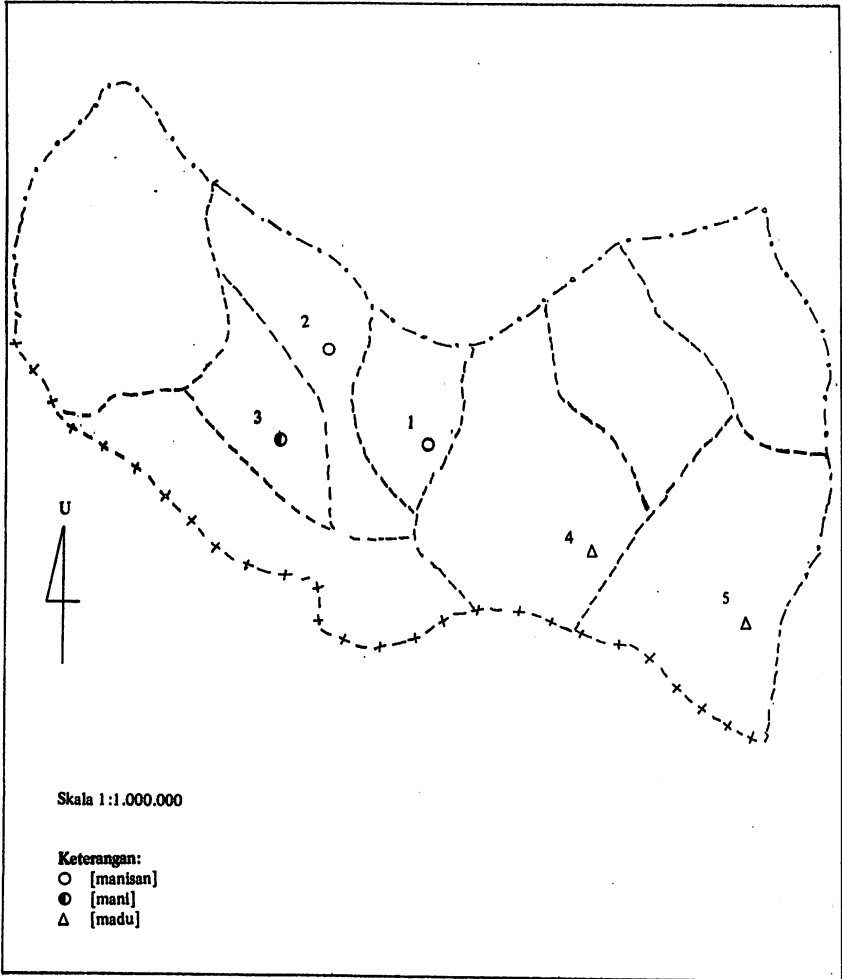 2
3
1
U
4
5
Skala 1:1.000.000
Keterangan:
[manisan]
[mani]
[madu]